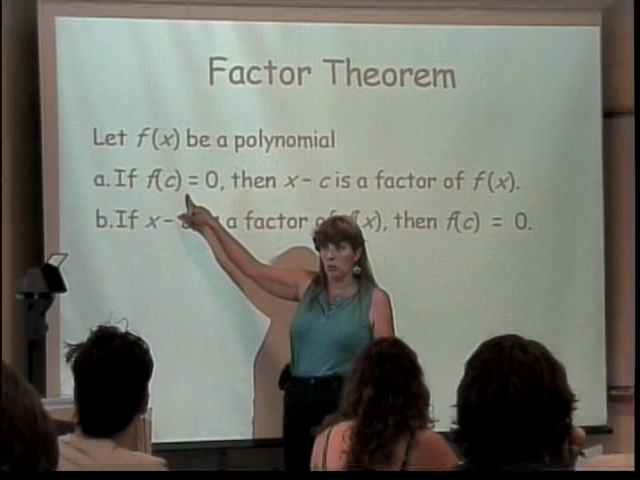 Factor Theorem
Let f(x) be a polynomial
a. If f(c) = 0, then x - c is a factor of f(x).
b. If x - a factor of f(x), then f(c) = 0.